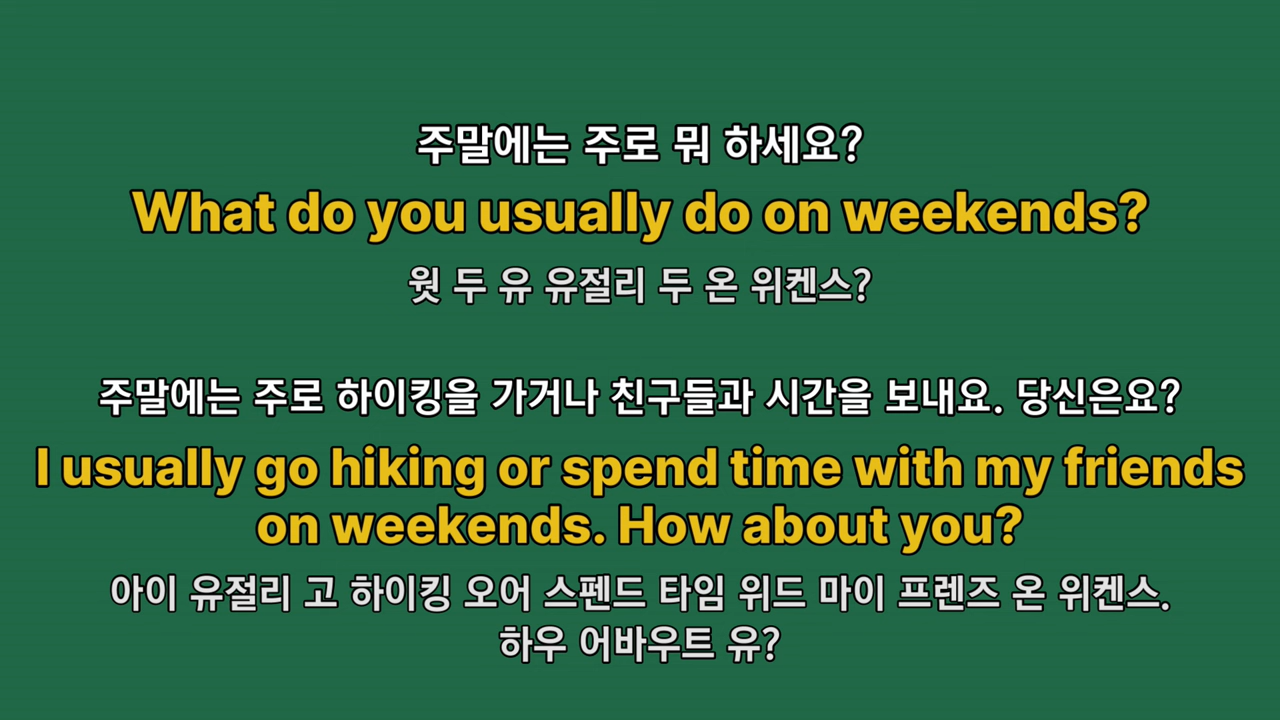 주말에는 주로 뭐 하세요?
What do you usually do on weekends?
웟 두 유 유절리 두 온 위켄스?
주말에는 주로 하이킹을 가거나 친구들과 시간을 보내요. 당신은요?
I usually go hiking or spend time with my friends
on weekends. How about you?
아이 유절리 고 하이킹 오어 스펜드 타임 위드 마이 프렌즈 온 위켄스.
하우 어바우트 유?